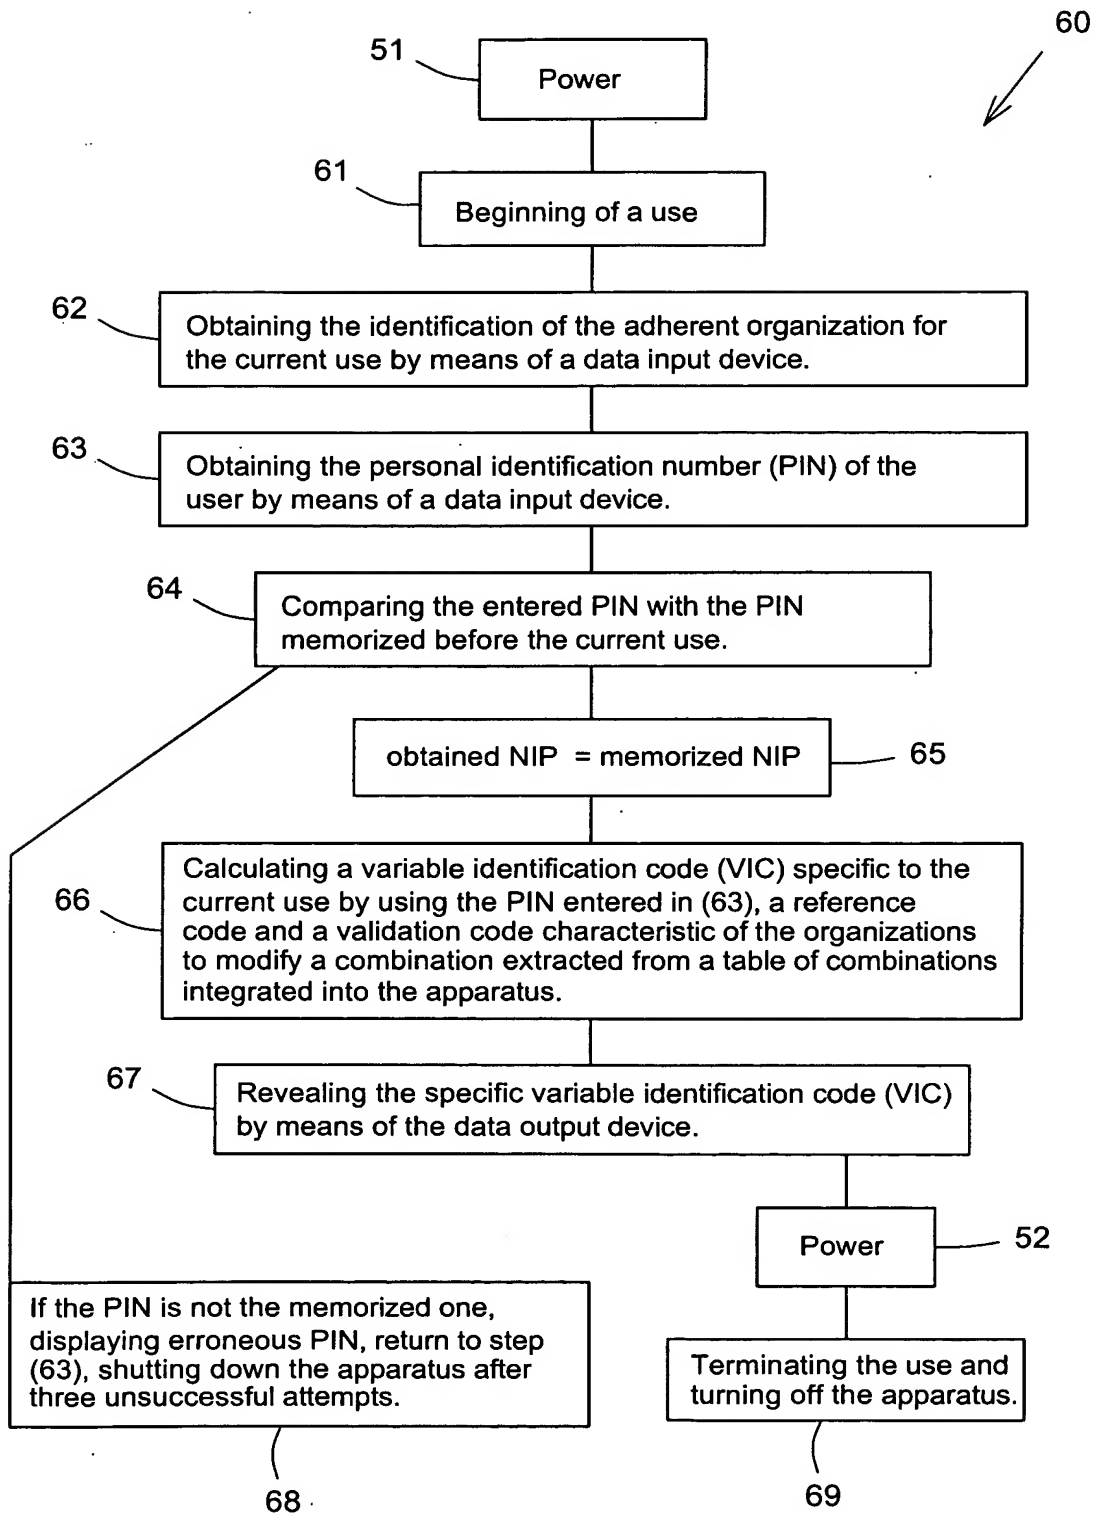 60
51
Power
61
Beginning of a use
62
Obtaining the identification of the adherent organization for
the current use by means of a data input device.
63
Obtaining the personal identification number (PIN) of the
user by means of a data input device.
64
Comparing the entered PIN with the PIN
memorized before the current use.
obtained NIP = memorized NIP
65
66
Calculating a variable identification code (VIC) specific to the
current use by using the PIN entered in (63), a reference
code and a validation code characteristic of the organizations
to modify a combination extracted from a table of combinations
integrated into the apparatus.
67
Revealing the specific variable identification code (VIC)
by means of the data output device.
Power
52
If the PIN is not the memorized one,
displaying erroneous PIN, return to step
(63), shutting down the apparatus after
three unsuccessful attempts.
Terminating the use and
turning off the apparatus.
68
69